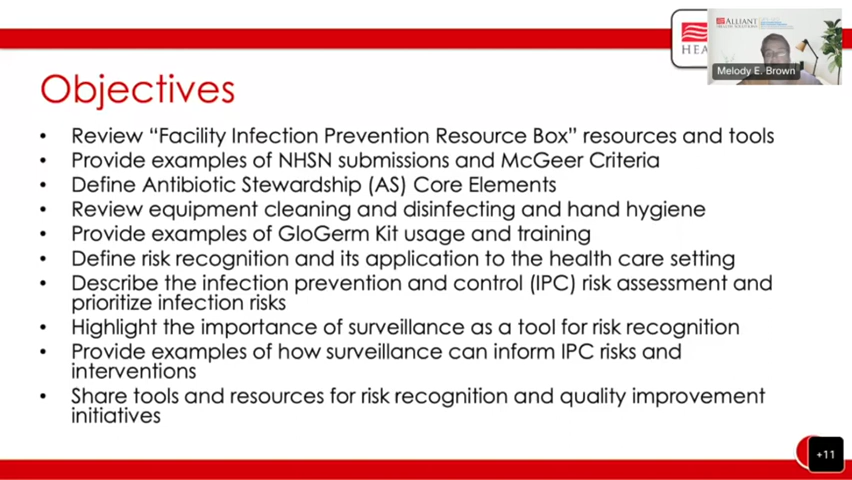 HEA
ALLIANT
HEALTH SOLUTIONS
Melody E. Brown
Objectives
• Review “Facility Infection Prevention Resource Box” resources and tools
• Provide examples of NHSN submissions and McGeer Criteria
• Define Antibiotic Stewardship (AS) Core Elements
• Review equipment cleaning and disinfecting and hand hygiene
• Provide examples of GloGerm Kit usage and training
• Define risk recognition and its application to the health care setting
• Describe the infection prevention and control (IPC) risk assessment and
prioritize infection risks
• Highlight the importance of surveillance as a tool for risk recognition
• Provide examples of how surveillance can inform IPC risks and
interventions
• Share tools and resources for risk recognition and quality improvement
initiatives
+11